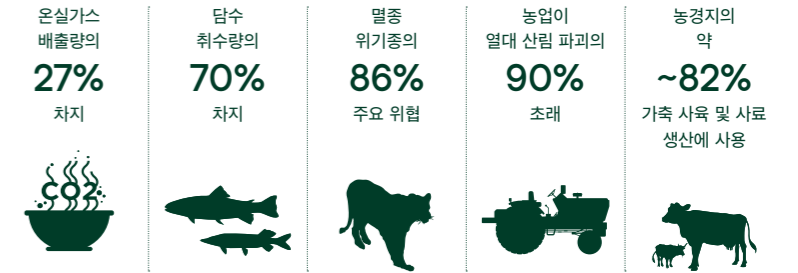 온실가스
배출량의
27%
차지
CO2
담수
취수량의
70%
차지
멸종
위기종의
86%
주요 위협
농업이
열대 산림 파괴의
90%
초래
농경지의
약
~82%
가축 사육 및 사료
생산에 사용